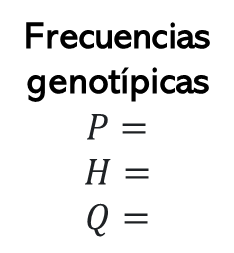 Frecuencias
genotípicas
P =
H =
Q =